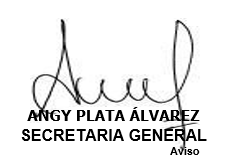 ANGY PLATA ÁLVAREZ
SECRETARIA GENERAL
Aviso